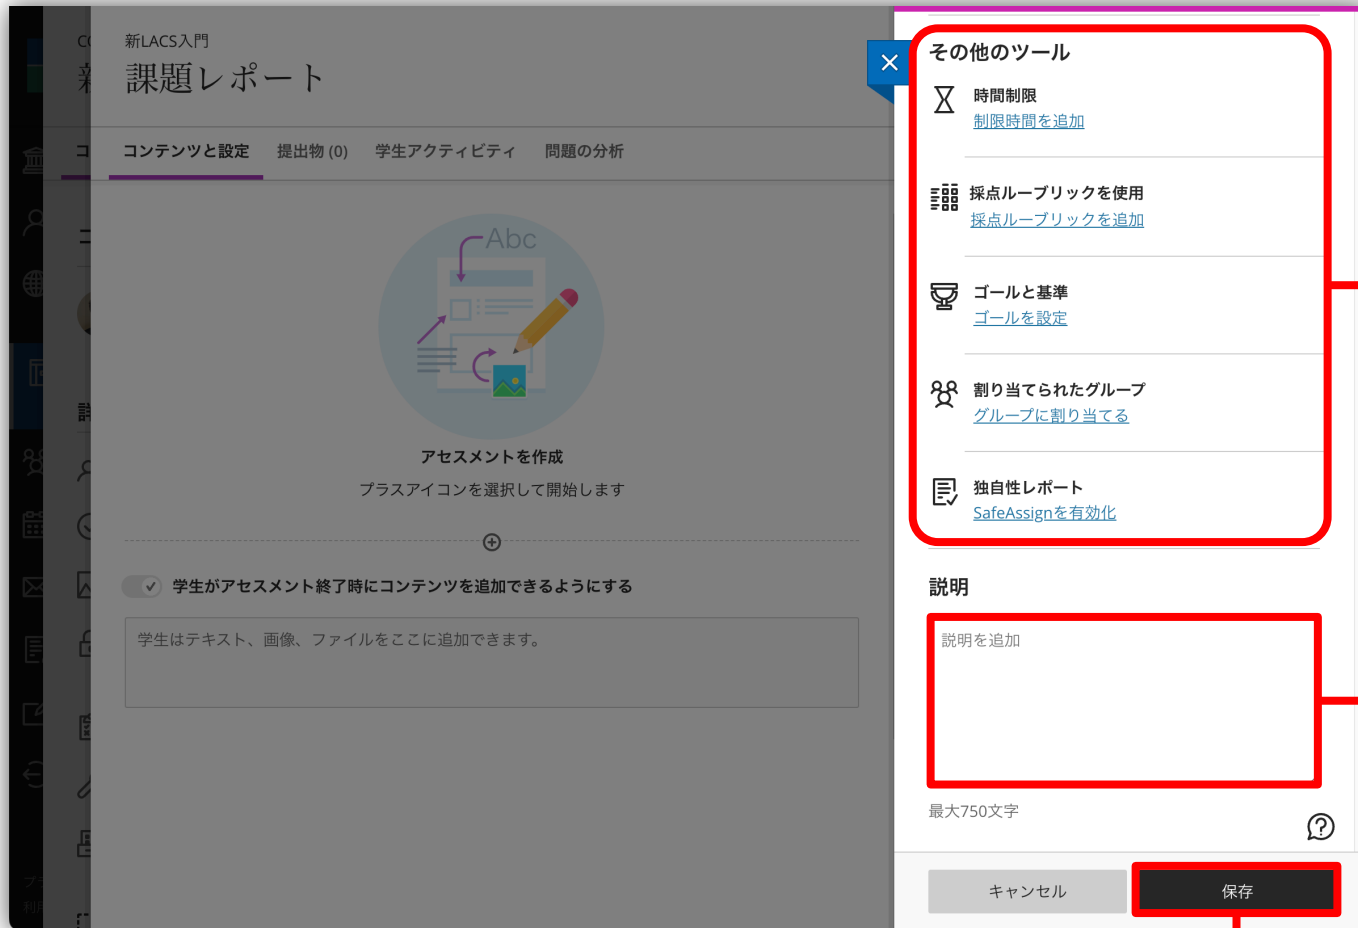 新LACS入門
課題レポート
コンテンツと設定 提出物 (0) 学生アクティビティ 問題の分析
Abc
アセスメントを作成
プラスアイコンを選択して開始します
学生がアセスメント終了時にコンテンツを追加できるようにする
学生はテキスト、画像、ファイルをここに追加できます。
その他のツール
時間制限
制限時間を追加
採点ルーブリックを使用
採点ルーブリックを追加
ゴールと基準
ゴールを設定
割り当てられたグループ
グループに割り当てる
独自性レポート
SafeAssignを有効化
説明
説明を追加
最大750文字
キャンセル 保存